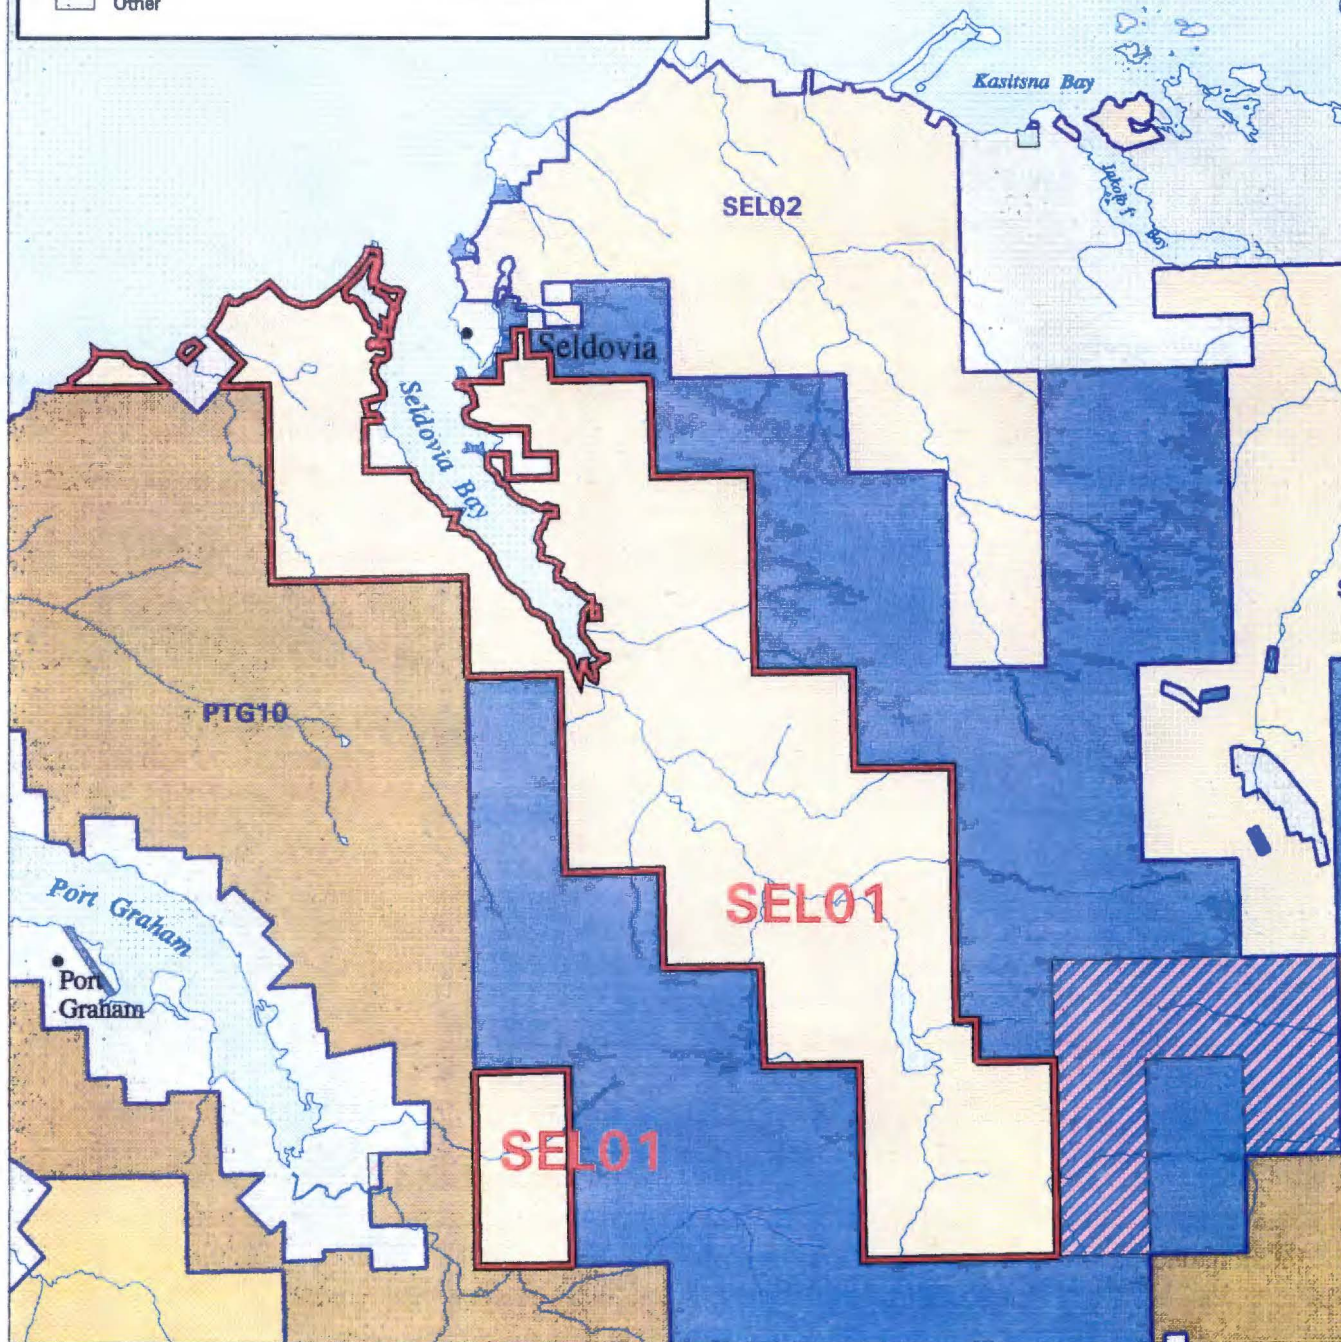 Other
Kasitsna Bay
SEL02
Jakolof Bay
Seldovia
Seldovia Bay
PTG10
SEL01
Port Graham
Port
Graham
SEL01